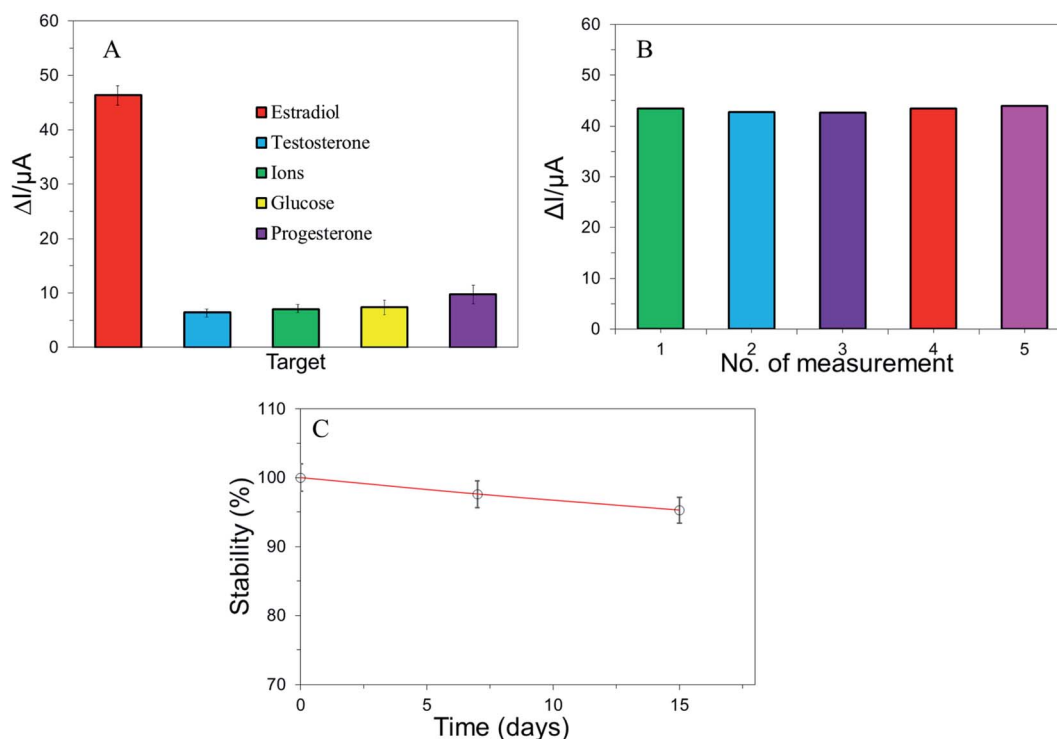 A
60
50
40
30
20
10
0
ΔI/μA
Estradiol
Testosterone
Ions
Glucose
Progesterone
Target
B
60
50
40
30
20
10
0
ΔI/μA
1 2 3 4 5
No. of measurement
C
110
100
90
80
70
Stability (%)
0 5 10 15
Time (days)